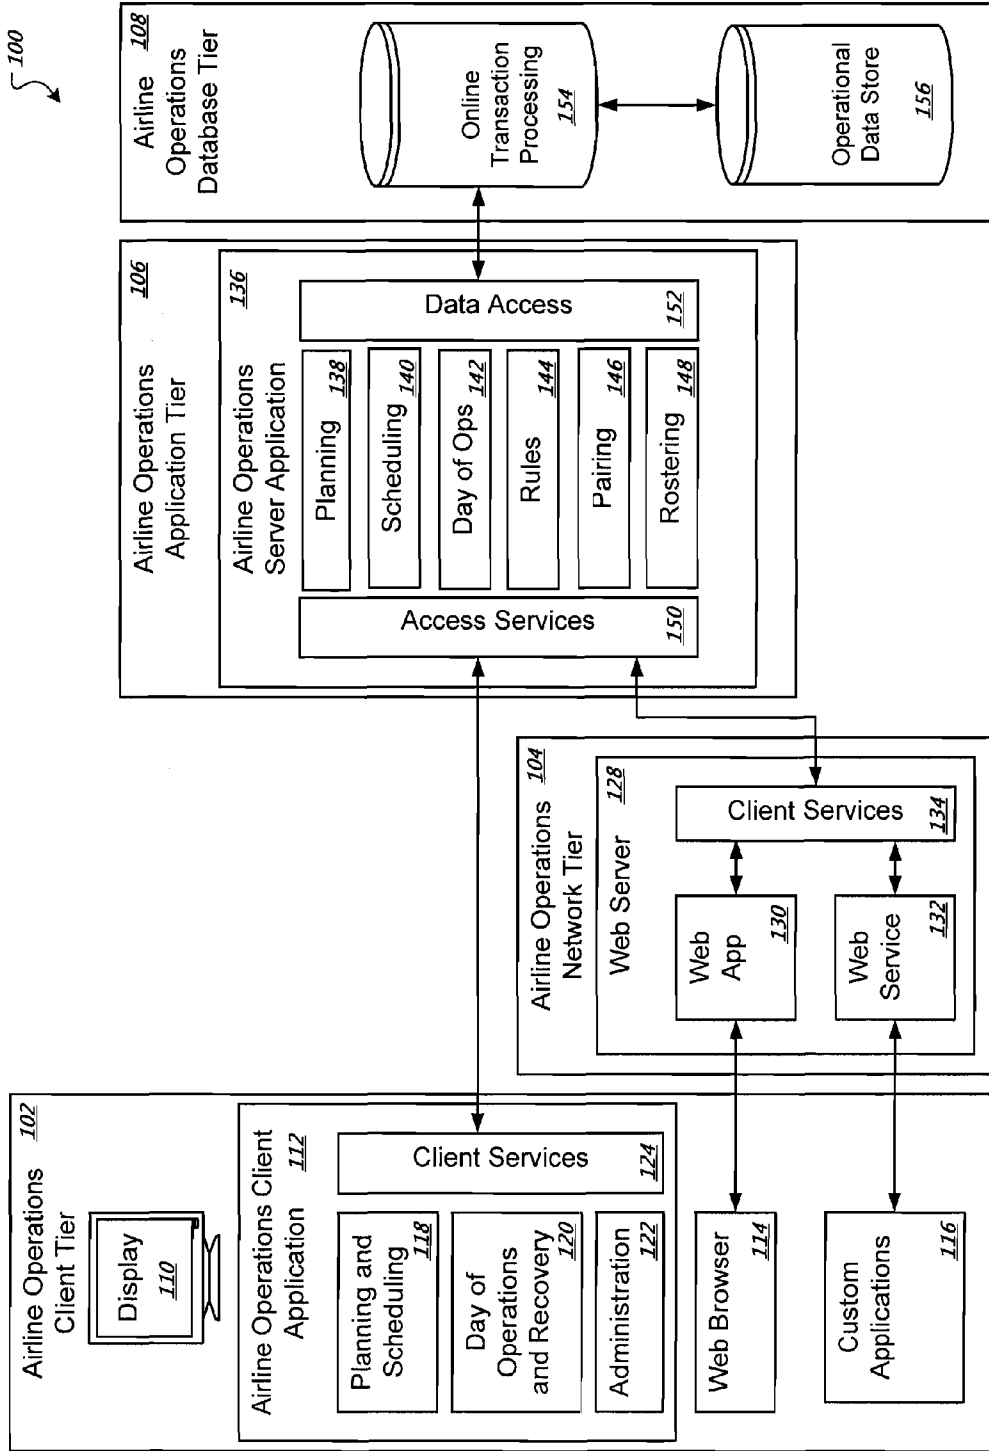 100
Airline Operations
Client Tier
102
Display
110
Airline Operations Client
Application
112
Planning and
Scheduling
118
Day of
Operations
and Recovery
120
Administration
122
Client Services
124
Web Browser
114
Custom
Applications
116
Airline Operations
Network Tier
104
Web Server
128
Web
App
130
Web
Service
132
Client Services
134
Airline Operations
Application Tier
106
Airline Operations
Server Application
136
Access Services
150
Planning
138
Scheduling
140
Day of Ops
142
Rules
144
Pairing
146
Rostering
148
Data Access
152
Airline
Operations
Database Tier
108
Online
Transaction
Processing
154
Operational
Data Store
156